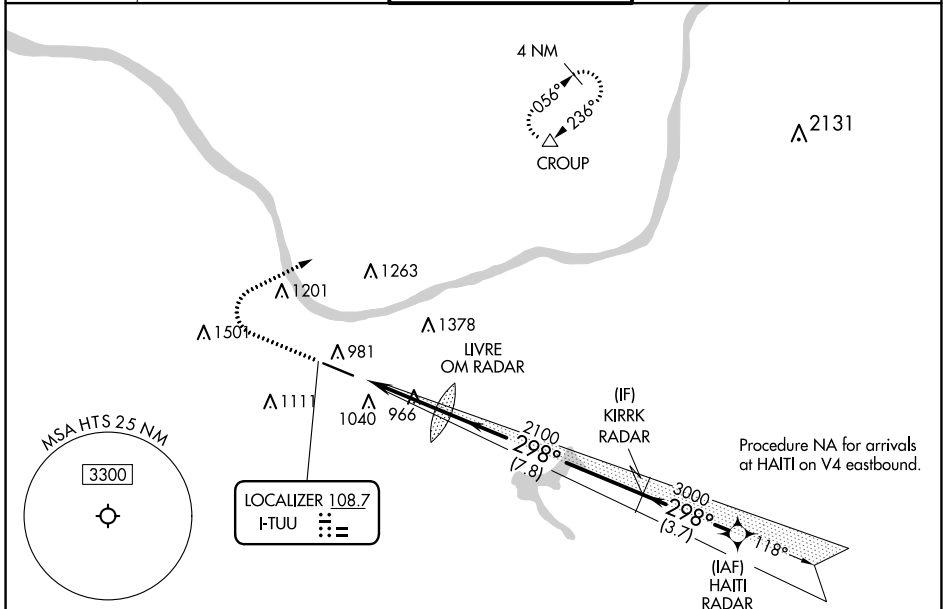 4 NM
056°
236°
CROUP
2131
1263
1201
1501
1378
981
LIVRE
OM RADAR
1111
1040
966
(IF)
KIRRK
RADAR
2100
298°
(7.8)
Procedure NA for arrivals
at HAITI on V4 eastbound.
MSA HTS 25 NM
3300
3000
298°
(3.7)
118°
LOCALIZER 108.7
I-TUU
(IAF)
HAITI
RADAR